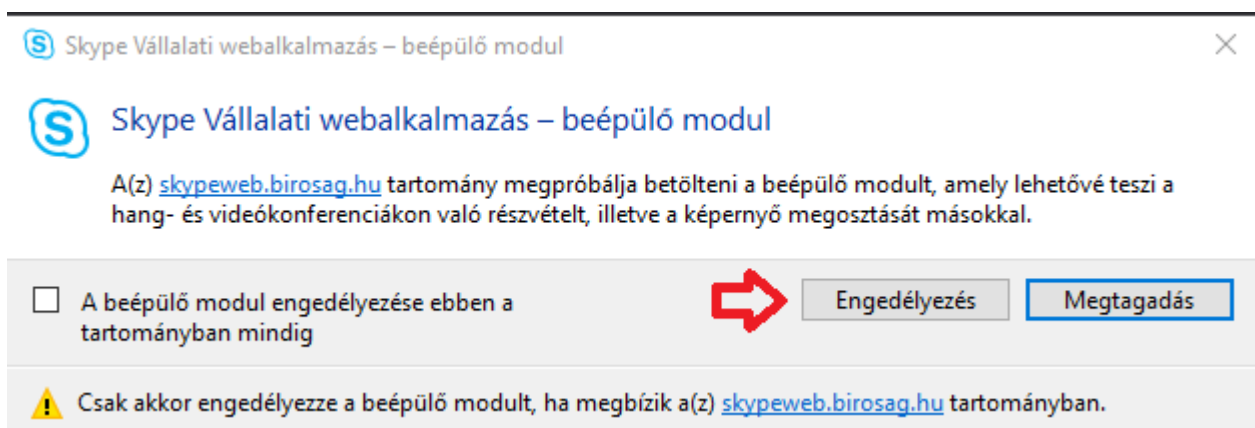 Skype Vállalati webalkalmazás – beépülő modul
Skype Vállalati webalkalmazás – beépülő modul
A(z) skypeweb.birosag.hu tartomány megpróbálja betölteni a beépülő modult, amely lehetővé teszi a
hang- és videókonferenciákon való részvételt, illetve a képernyő megosztását másokkal.
A beépülő modul engedélyezése ebben a
tartományban mindig
Engedélyezés
Megtagadás
Csak akkor engedélyezze a beépülő modult, ha megbízik a(z) skypeweb.birosag.hu tartományban.